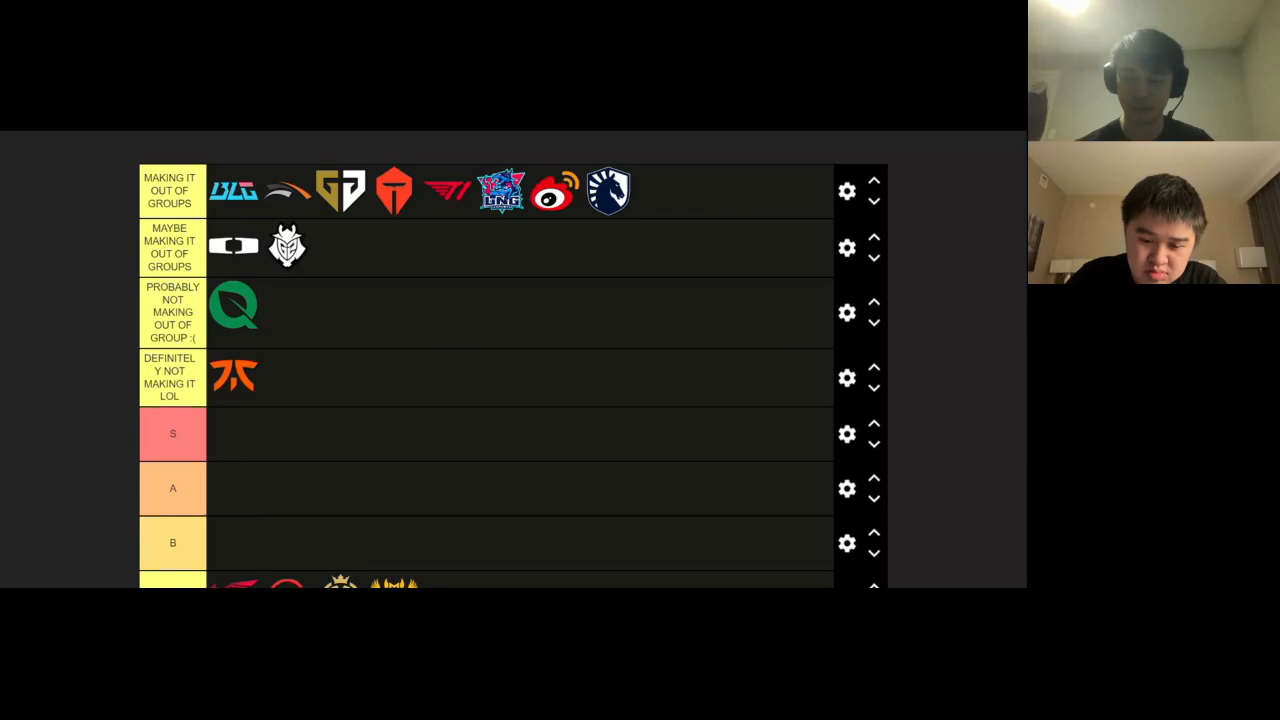 MAKING IT
OUT OF
GROUPS
BLG
T1
LNG
MAYBE
MAKING IT
OUT OF
GROUPS
G2
PROBABLY
NOT
MAKING
OUT OF
GROUP :(
DEFINITEL
Y NOT
MAKING IT
LOL
S
A
B